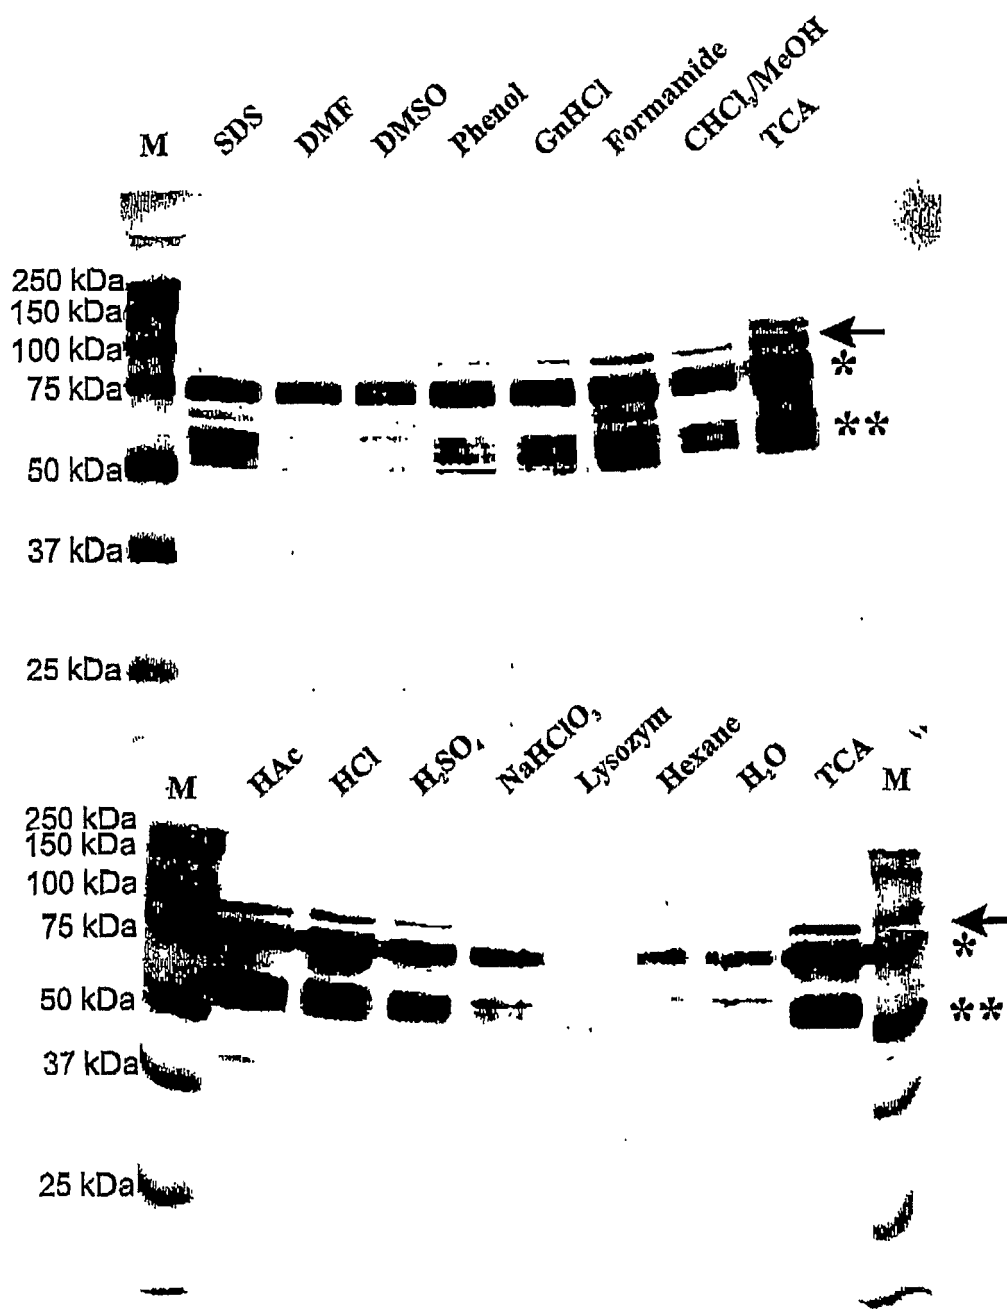 M SDS DMF DMSO Phenol GnHCl Formamide CHCl₃/MeOH TCA
250 kDa
150 kDa
100 kDa
*
75 kDa
**
50 kDa
37 kDa
25 kDa
M HAc HCl H₂SO₄ NaHClO₃ Lysozym Hexane H₂O TCA M
250 kDa
150 kDa
100 kDa
75 kDa
*
50 kDa
**
37 kDa
25 kDa